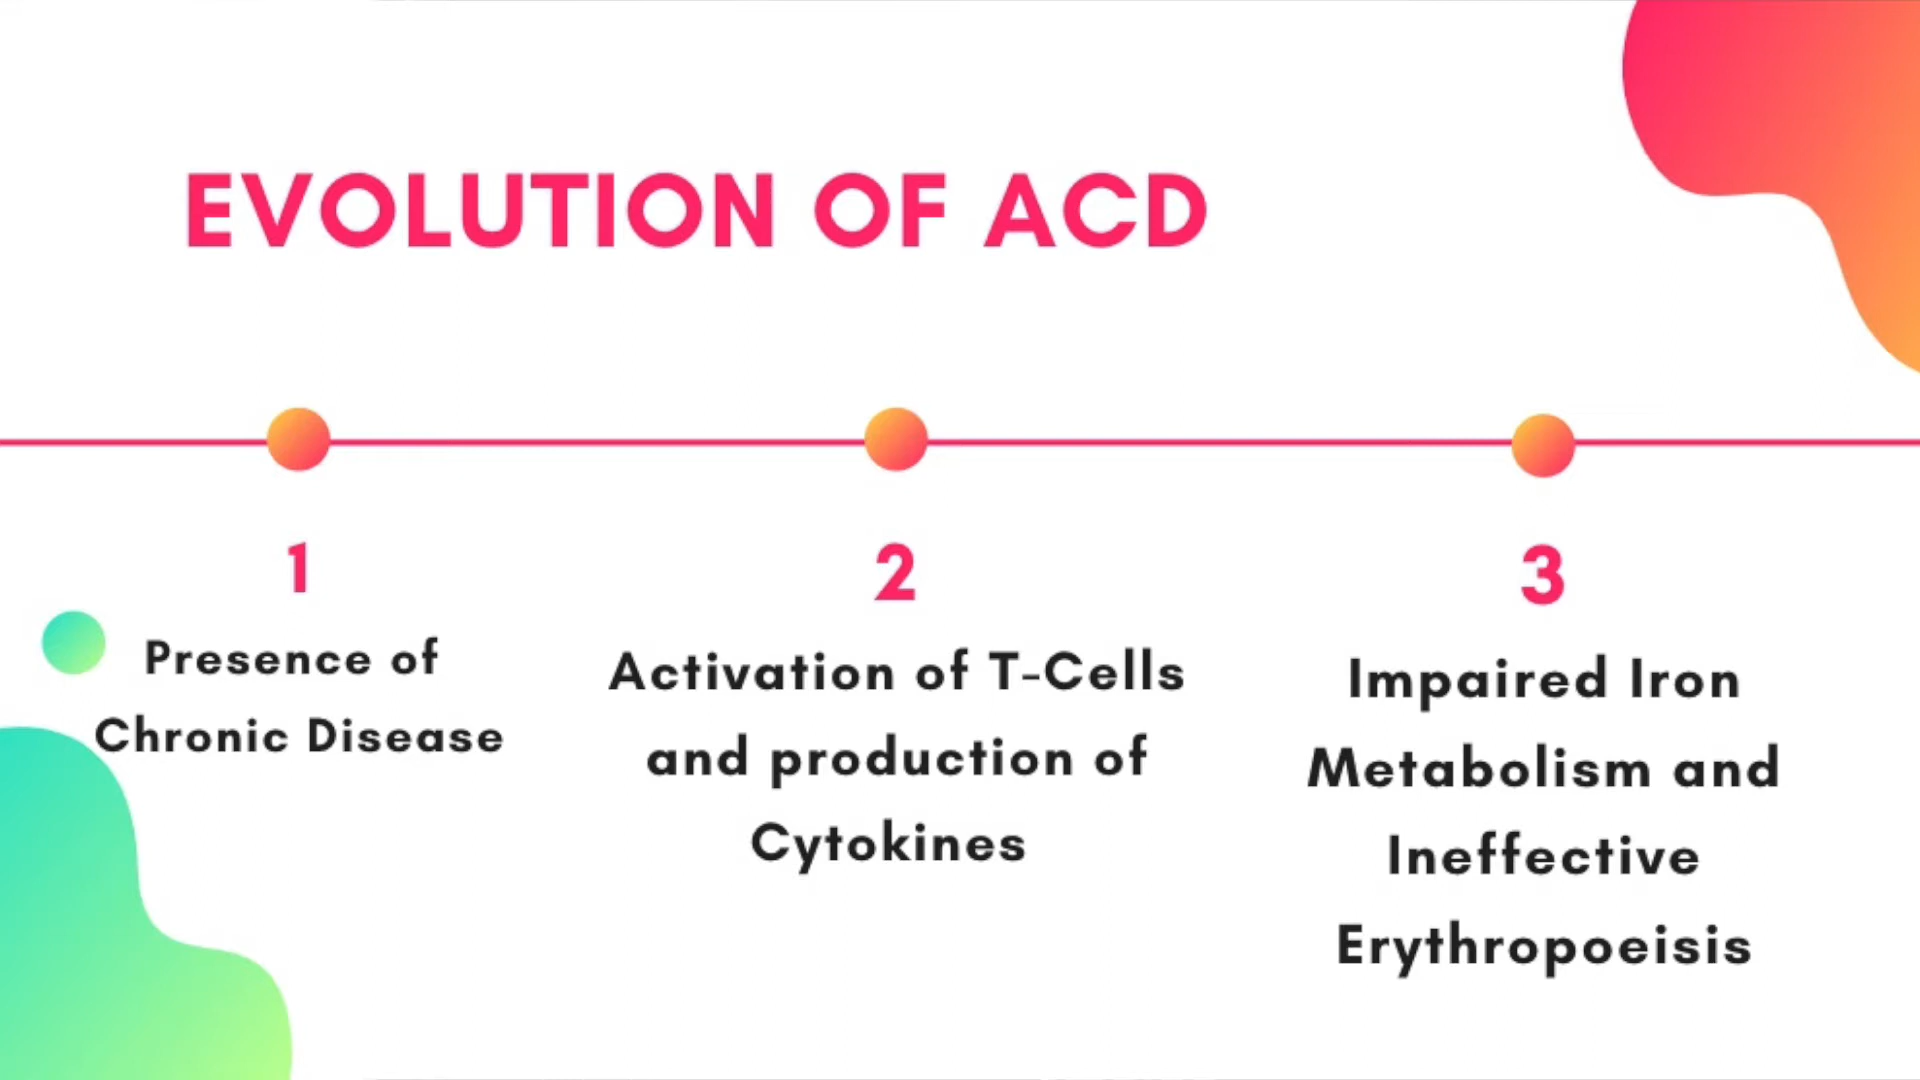 EVOLUTION OF ACD
1
Presence of
Chronic Disease
2
Activation of T-Cells
and production of
Cytokines
3
Impaired Iron
Metabolism and
Ineffective
Erythropoeisis